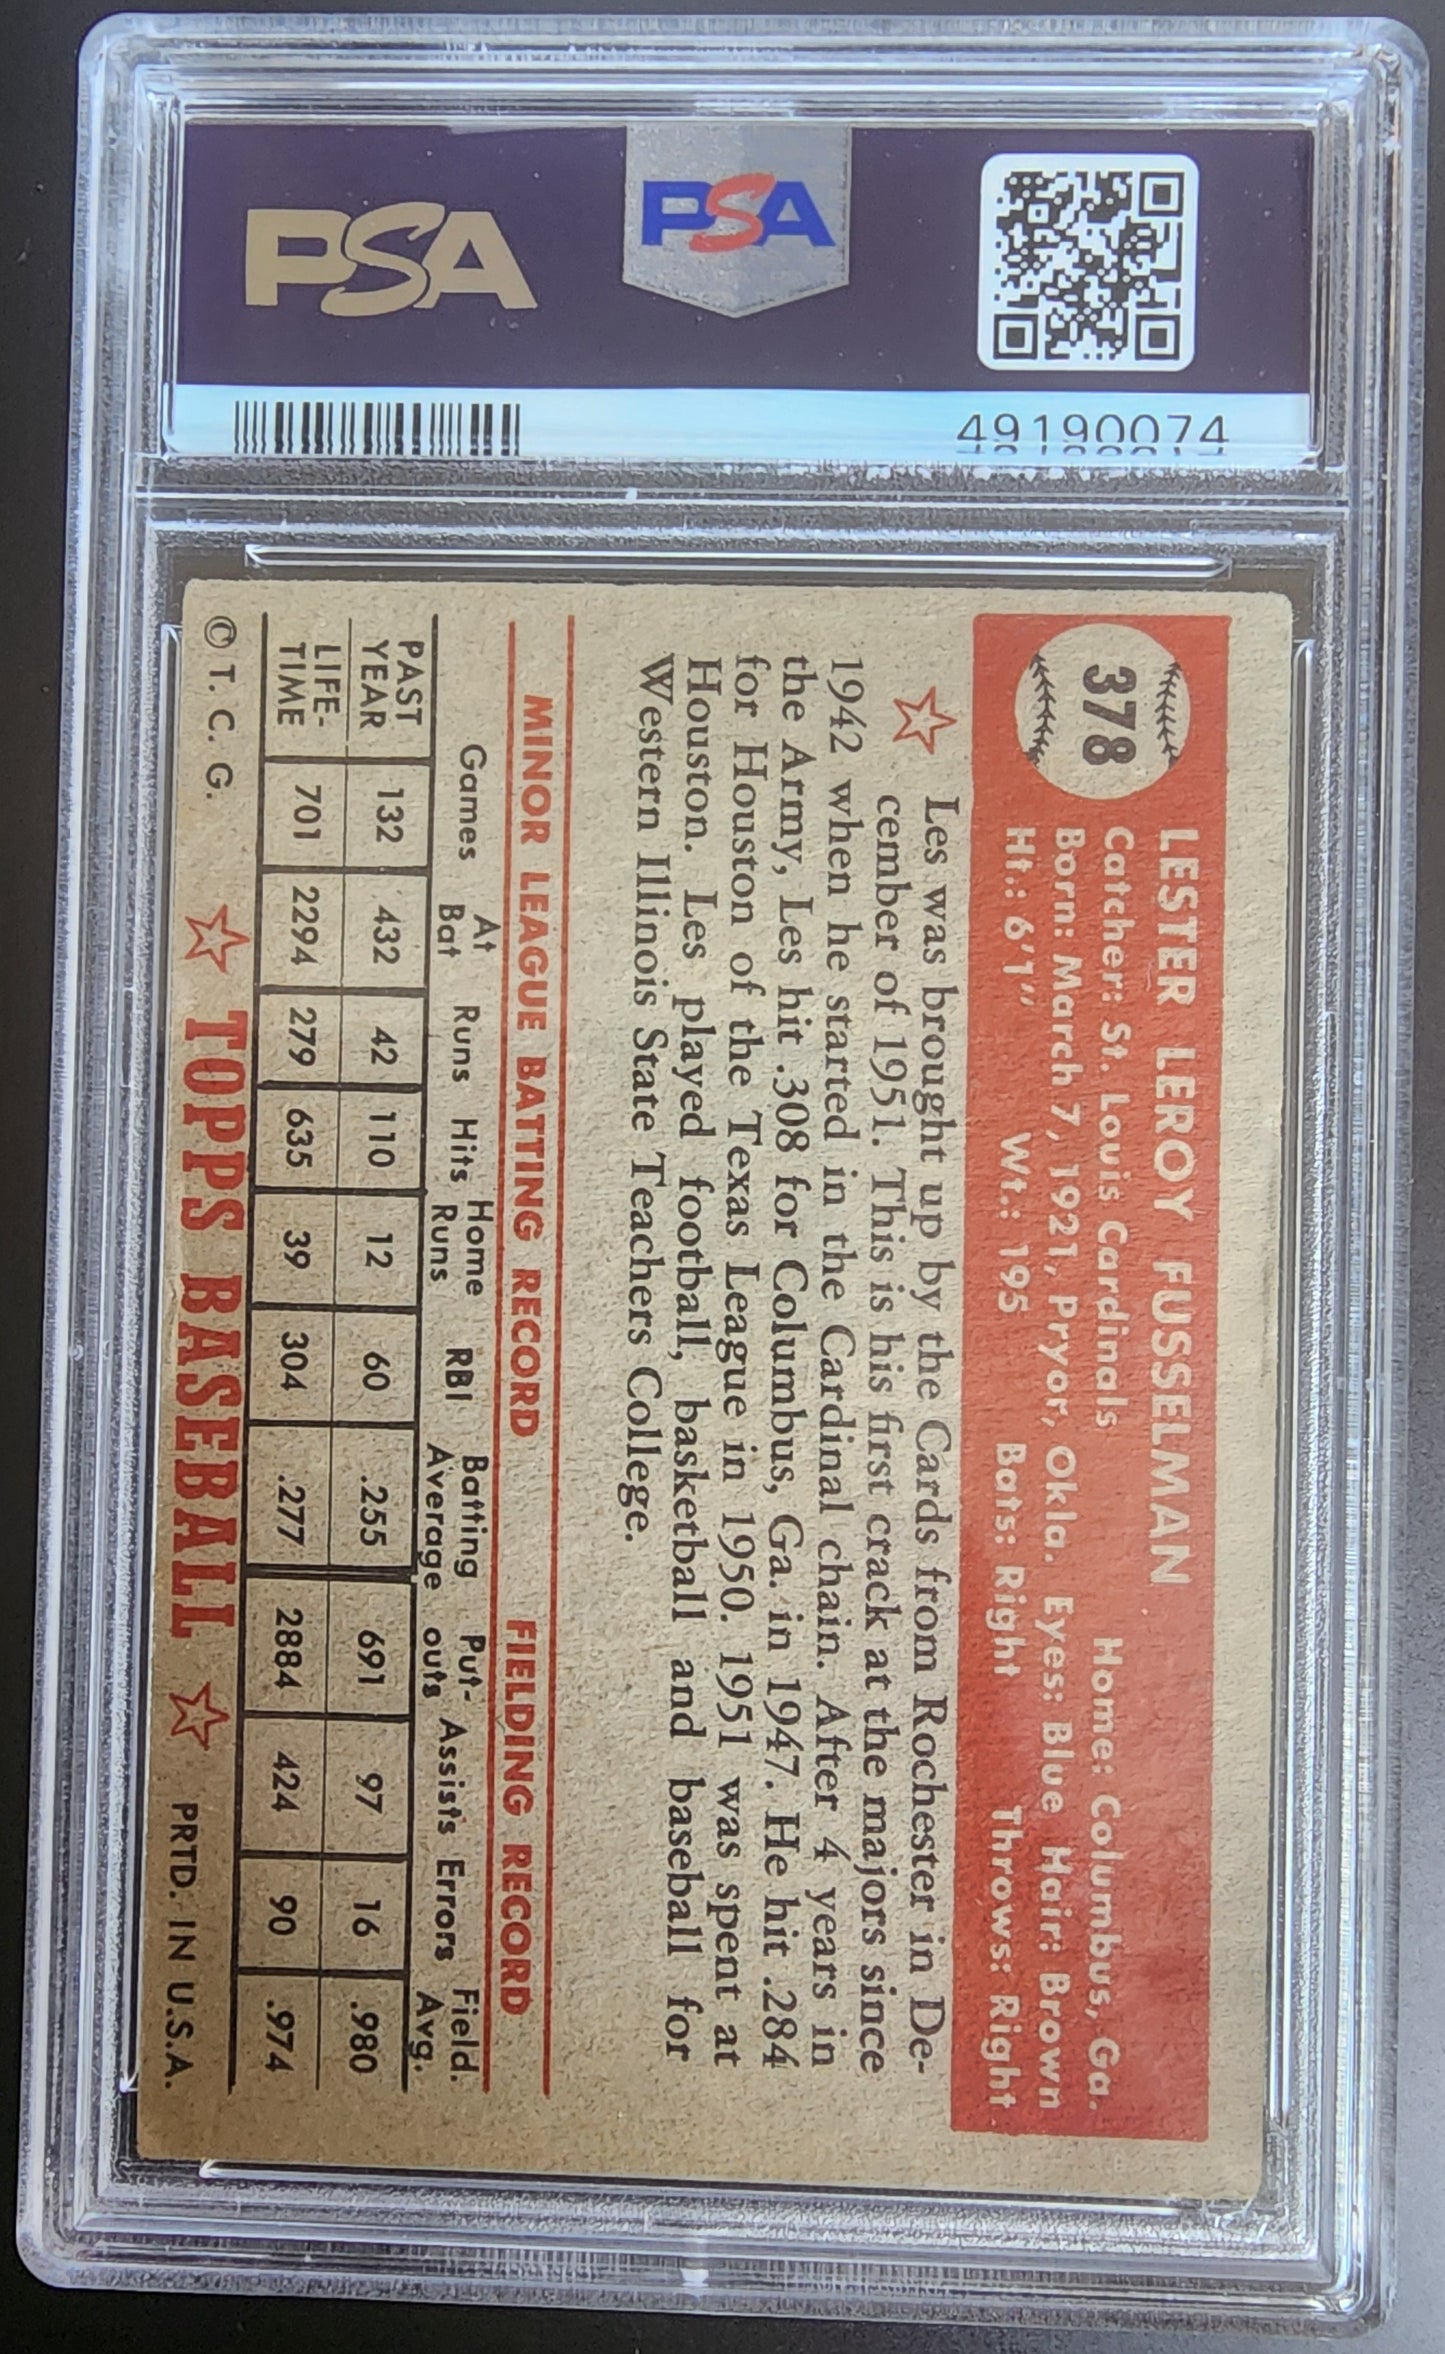 PSA
PSA
49190074
378
LESTER LEROY FUSSELMAN
Catcher: St. Louis Cardinals Home: Columbus, Ga.
Born: March 7, 1921, Pryor, Okla. Eyes: Blue Hair: Brown
Ht.: 6'1" Wt.: 195 Bats: Right Throws: Right
Les was brought up by the Cards from Rochester in De-
cember of 1951. This is his first crack at the majors since
1942 when he started in the Cardinal chain. After 4 years in
the Army, Les hit .308 for Columbus, Ga. in 1947. He hit .284
for Houston of the Texas League in 1950. 1951 was spent at
Houston. Les played football, basketball and baseball for
Western Illinois State Teachers College.
MINOR LEAGUE BATTING RECORD FIELDING RECORD
Games At Bat Runs Hits Home Runs RBI Batting Average Put-outs Assists Errors Field. Avg.
PAST YEAR 132 432 42 110 12 60 .255 691 97 16 .980
LIFE-TIME 701 2294 279 635 39 304 .277 2884 424 90 .974
© T. C. G. TOPPS BASEBALL PRTD. IN U.S.A.